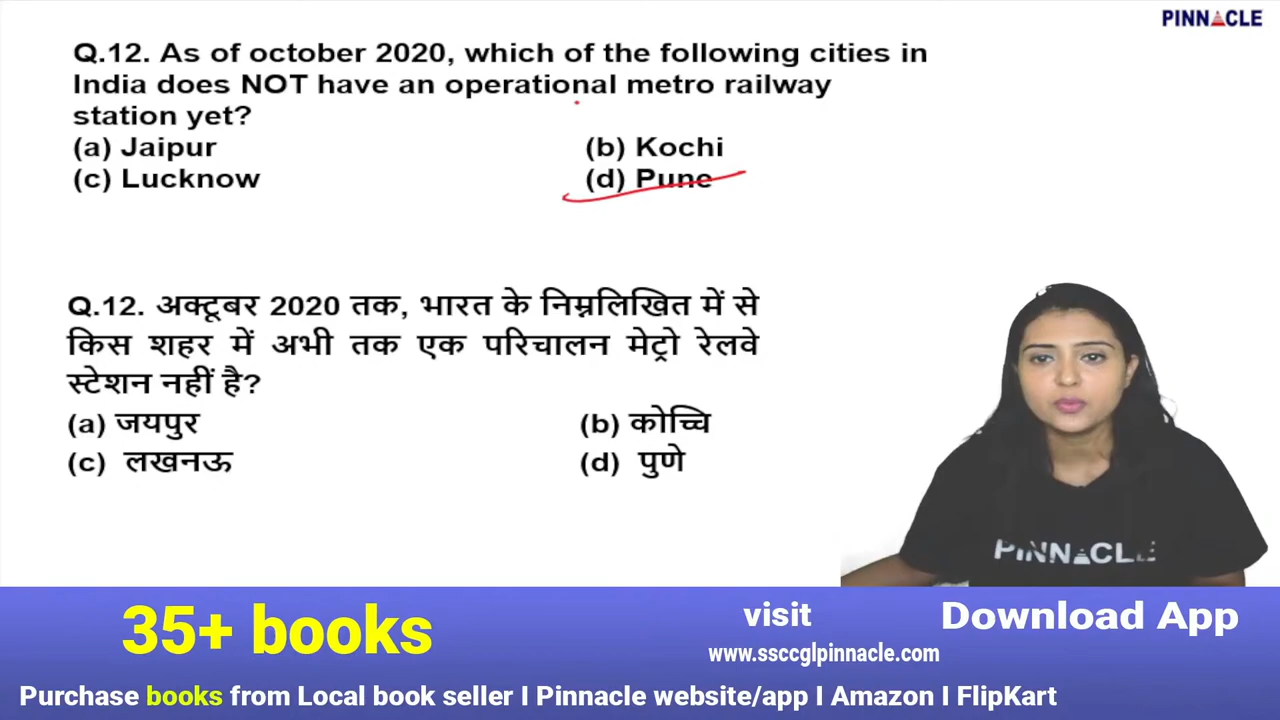 PINNACLE
Q.12. As of october 2020, which of the following cities in
India does NOT have an operational metro railway
station yet?
(a) Jaipur (b) Kochi
(c) Lucknow (d) Pune
Q.12. अक्टूबर 2020 तक, भारत के निम्नलिखित में से
किस शहर में अभी तक एक परिचालन मेट्रो रेलवे
स्टेशन नहीं है?
(a) जयपुर (b) कोच्चि
(c) लखनऊ (d) पुणे
PINNACLE
35+ books
visit
www.ssccglpinnacle.com
Download App
Purchase books from Local book seller I Pinnacle website/app I Amazon I FlipKart